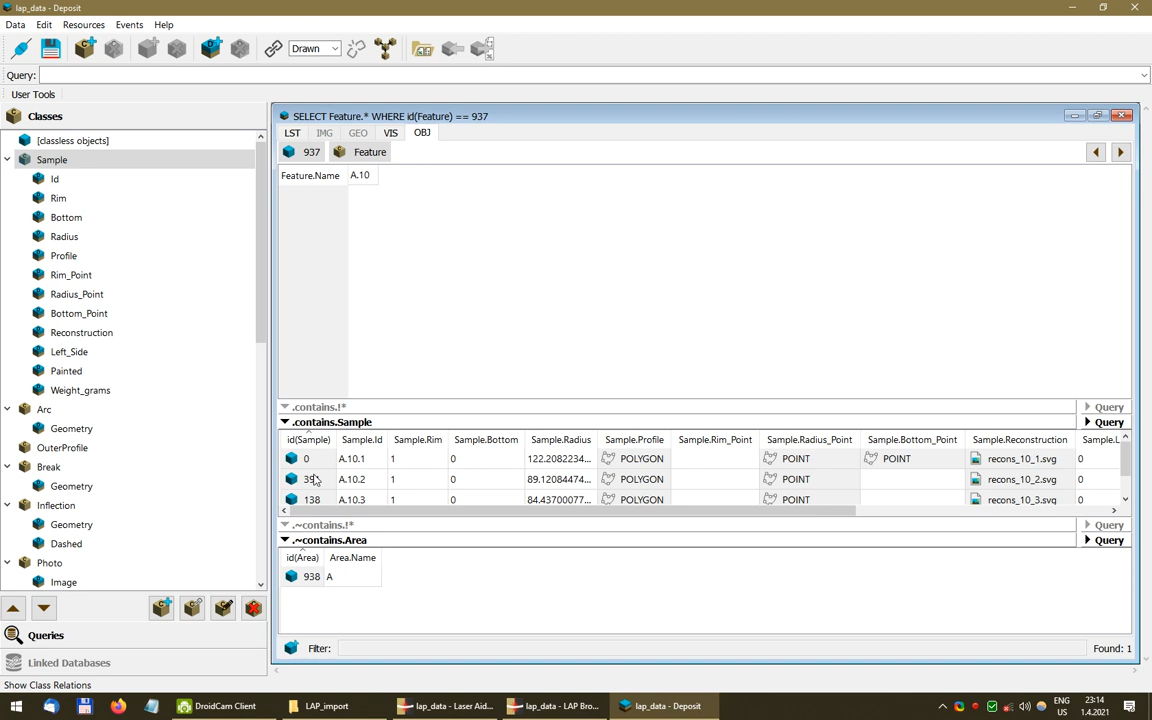 lap_data - Deposit
Data Edit Resources Events Help
Drawn
Query:
User Tools
Classes
[classless objects]
Sample
Id
Rim
Bottom
Radius
Profile
Rim_Point
Radius_Point
Bottom_Point
Reconstruction
Left_Side
Painted
Weight_grams
Arc
Geometry
OuterProfile
Break
Geometry
Inflection
Geometry
Dashed
Photo
Image
Queries
Linked Databases
Show Class Relations
SELECT Feature.* WHERE id(Feature) == 937
LST IMG GEO VIS OBJ
937 Feature
Feature.Name A.10
.contains.!* Query
.contains.Sample Query
id(Sample) Sample.Id Sample.Rim Sample.Bottom Sample.Radius Sample.Profile Sample.Rim_Point Sample.Radius_Point Sample.Bottom_Point Sample.Reconstruction Sample.L
0 A.10.1 1 0 122.2082234... POLYGON POINT POINT recons_10_1.svg 0
A.10.2 1 0 89.12084474... POLYGON POINT recons_10_2.svg 0
138 A.10.3 1 0 84.43700077... POLYGON POINT recons_10_3.svg 0
.~contains.!* Query
.~contains.Area Query
id(Area) Area.Name
938 A
Filter: Found: 1
DroidCam Client LAP_import lap_data - Laser Aid... lap_data - LAP Bro... lap_data - Deposit ENG US 23:14 1.4.2021